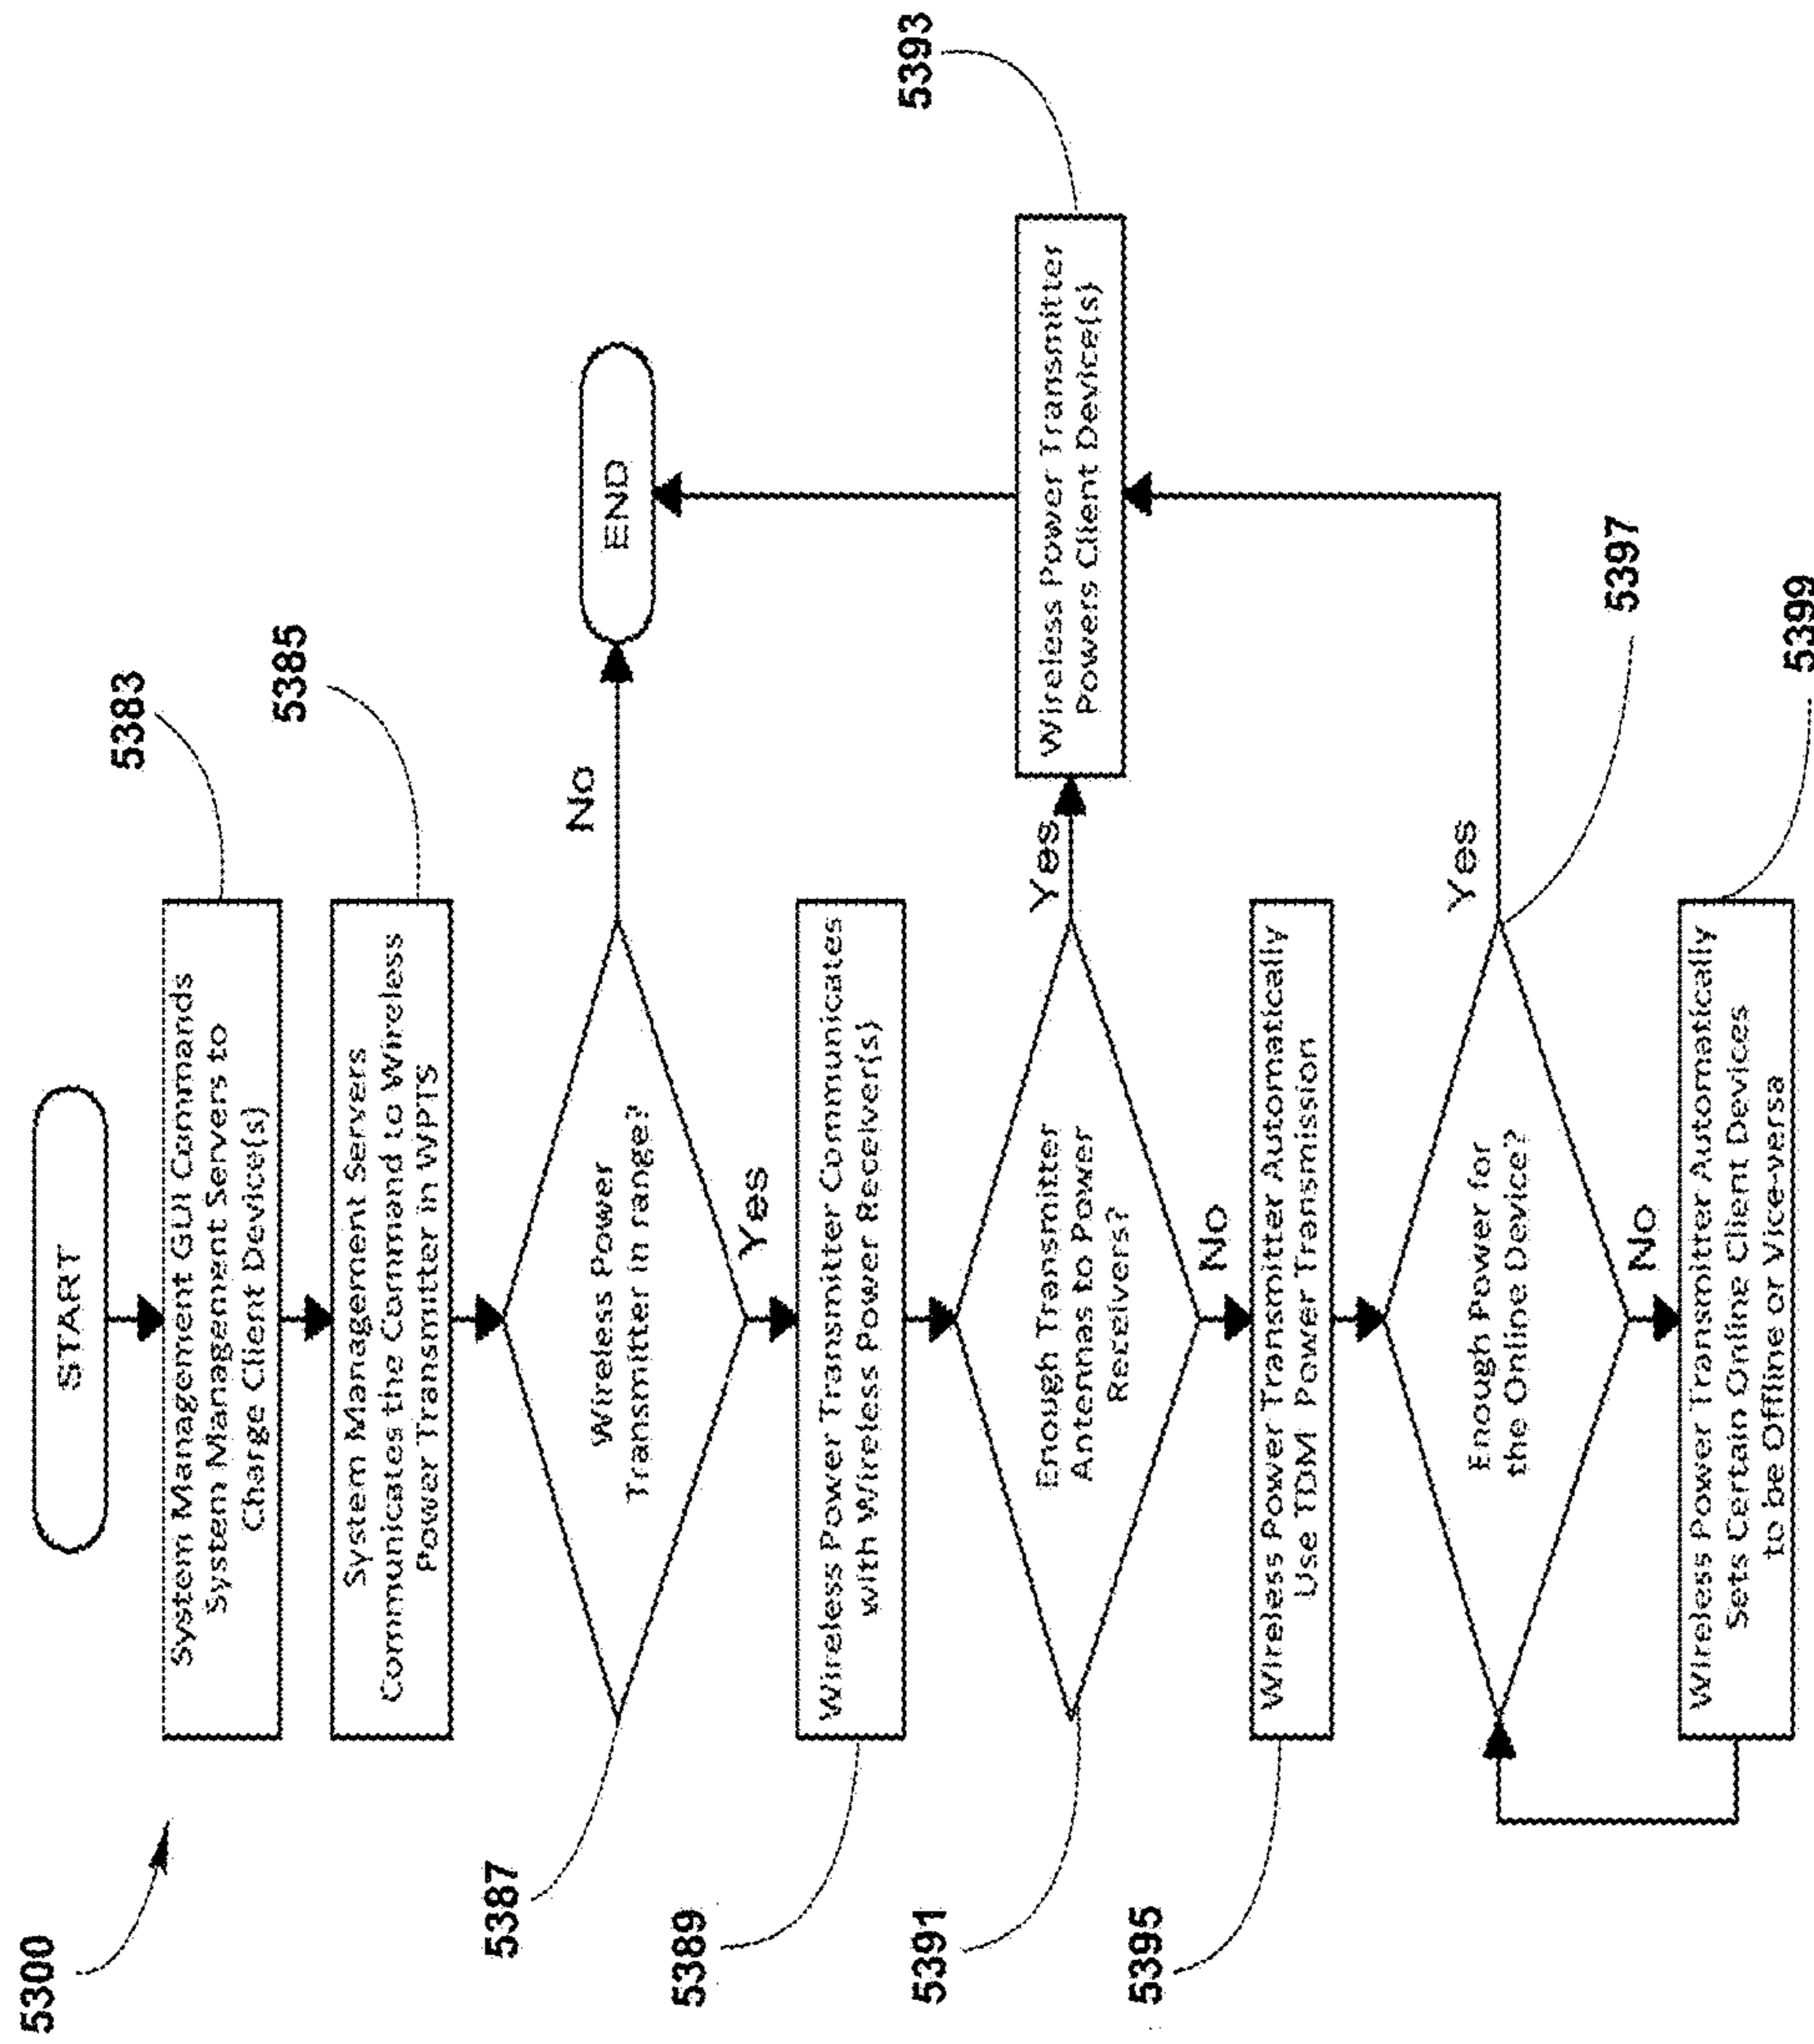 5300
START
System Management GUI Commands
System Management Servers to
Charge Client Device(s)
5383
System Management Servers
Communicates the Command to Wireless
Power Transmitter in WPTS
5385
Wireless Power
Transmitter in range?
5387
No
END
Yes
Wireless Power Transmitter Communicates
with Wireless Power Receiver(s)
5389
Enough Transmitter
Antennas to Power
Receivers?
5391
Yes
Wireless Power Transmitter
Powers Client Device(s)
5393
No
Wireless Power Transmitter Automatically
Use TDM Power Transmission
5395
Enough Power for
the Online Device?
5397
Yes
No
Wireless Power Transmitter Automatically
Sets Certain Online Client Devices
to be Offline or Vice-versa
5399